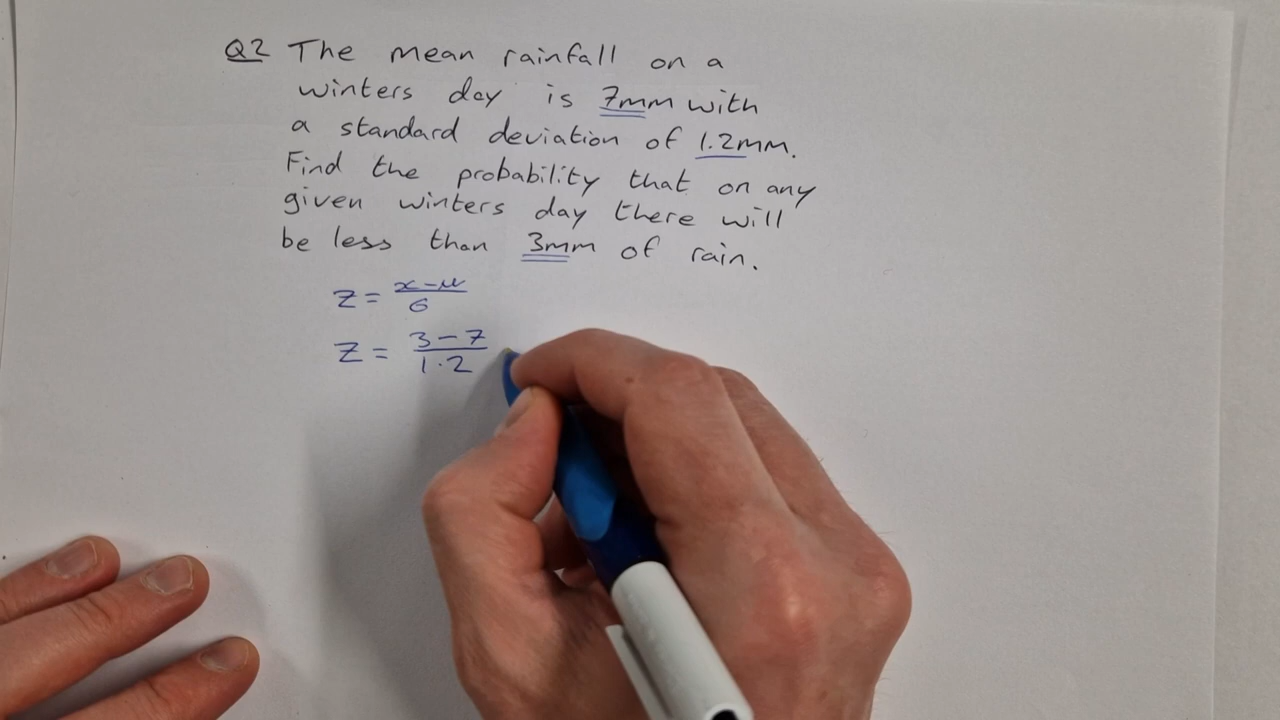 Q2 The mean rainfall on a
winters day is 7mm with
a standard deviation of 1.2mm.
Find the probability that on any
given winters day there will
be less than 3mm of rain.
z = x-μ / σ
z = 3-7 / 1.2